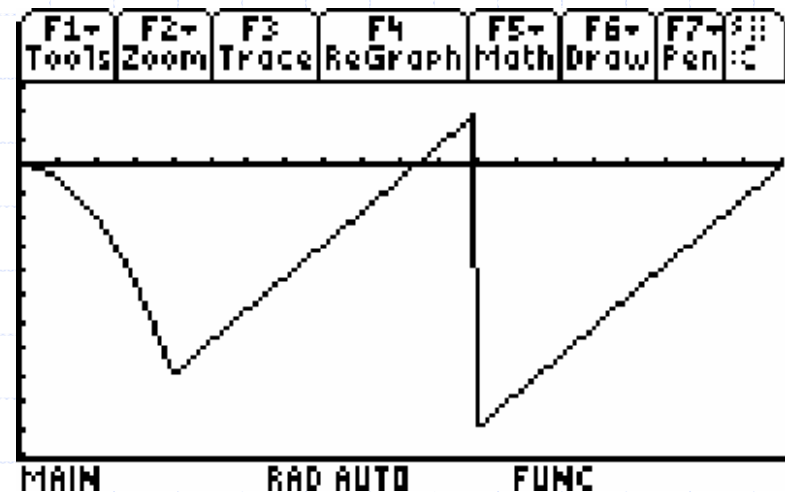 F1 F2 F3 F4 F5 F6 F7
Tools Zoom Trace ReGraph Math Draw Pen :C
MAIN RAD AUTO FUNC